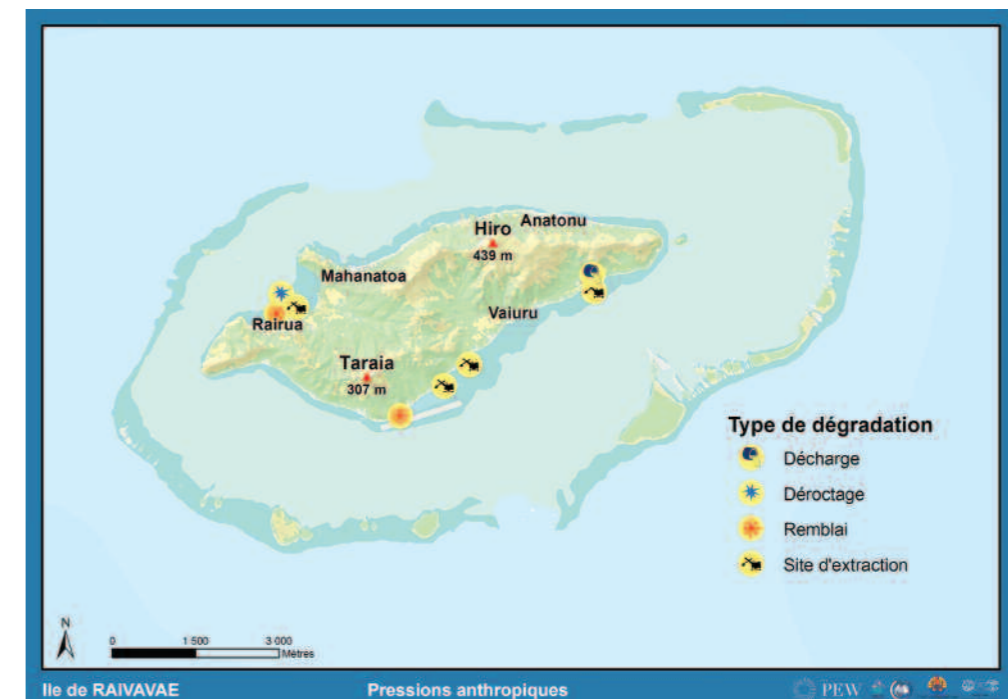 Hiro
439 m
Anatonu
Mahanatoa
Vaiuru
Rairua
Taraia
307 m
Type de dégradation
Décharge
Déroctage
Remblai
Site d'extraction
N
0 1 500 3 000
Mètres
Ile de RAIVAVAE Pressions anthropiques PEW